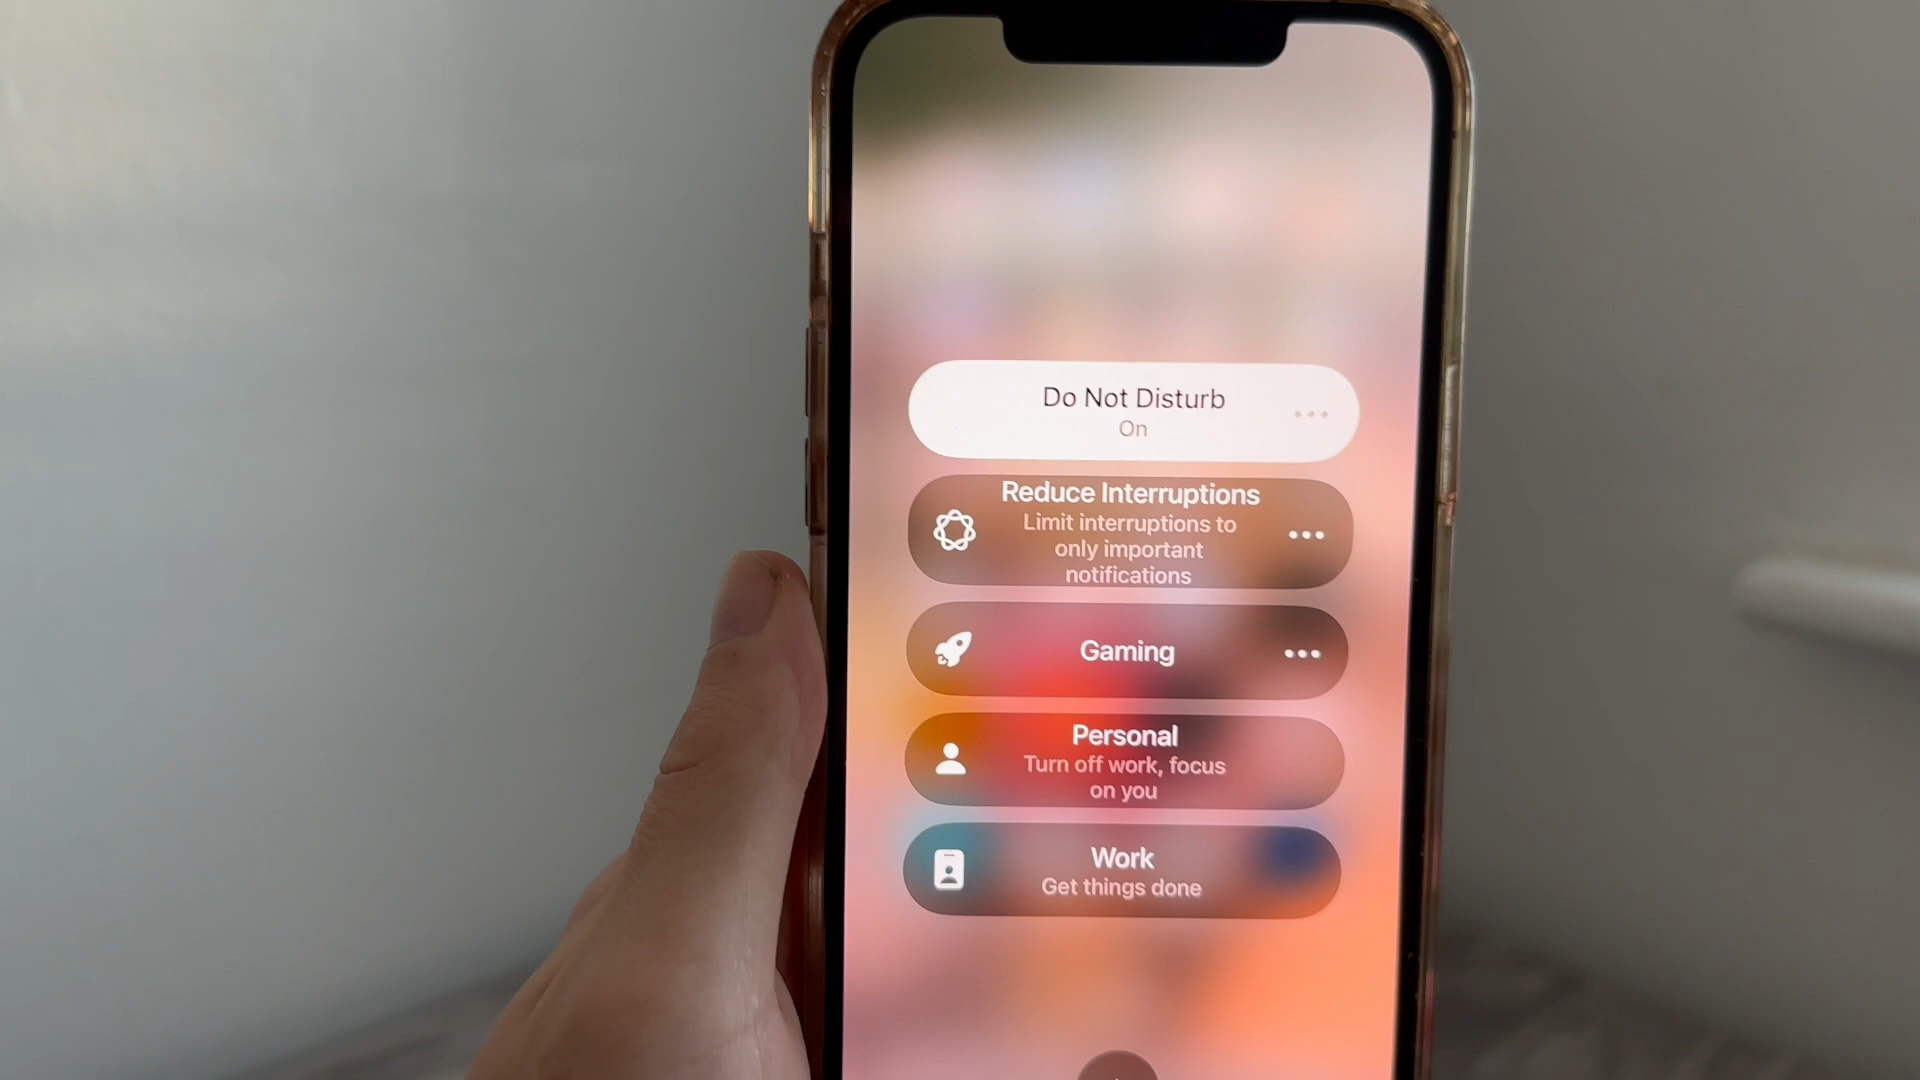 Do Not Disturb
On
Reduce Interruptions
Limit interruptions to
only important
notifications
Gaming
Personal
Turn off work, focus
on you
Work
Get things done